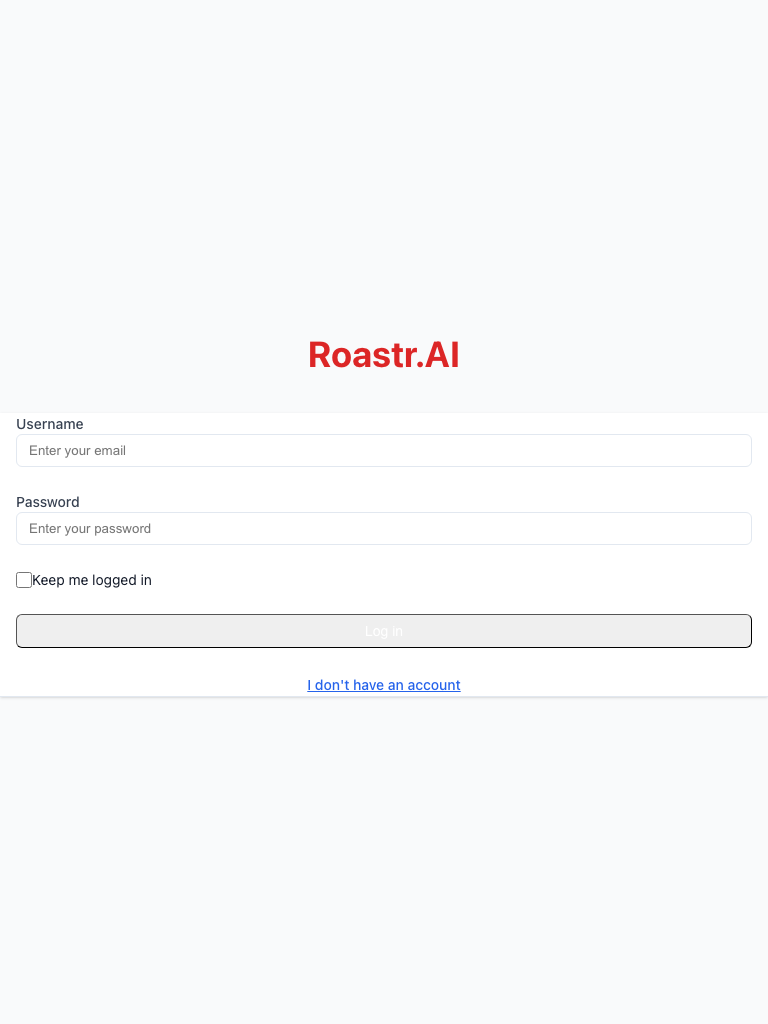 Roastr.AI
Username
Enter your email
Password
Enter your password
Keep me logged in
Log in
I don't have an account